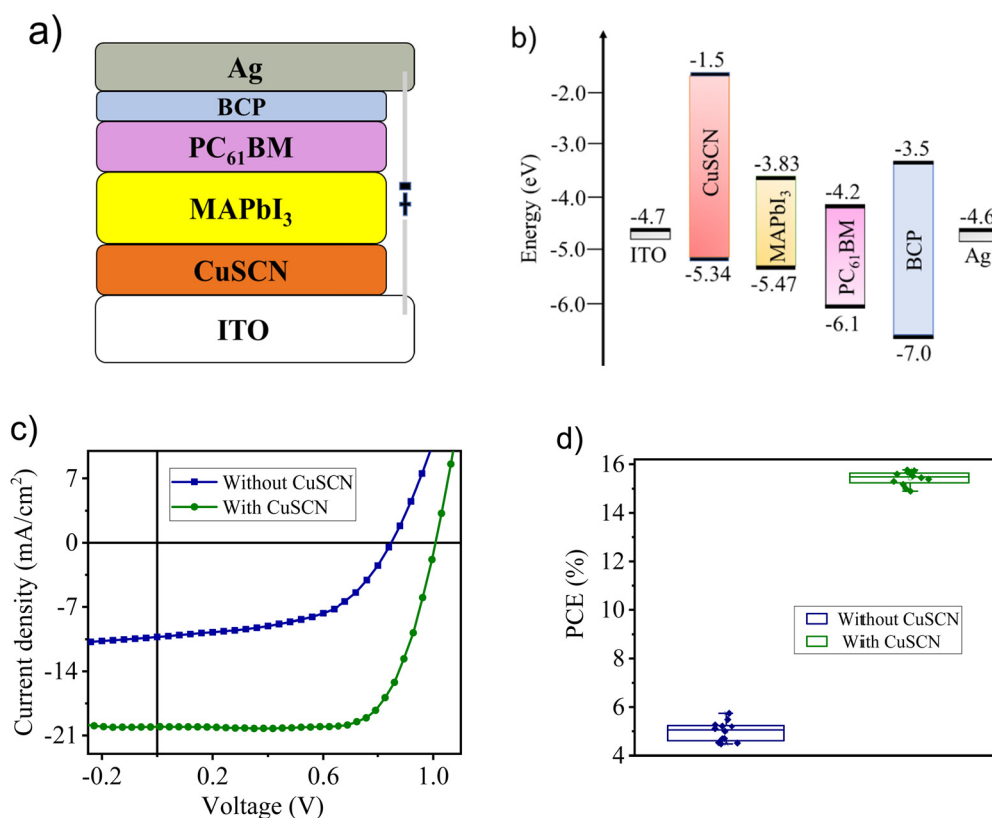 a)
Ag
BCP
PC₆₁BM
MAPbI₃
CuSCN
ITO
b)
Energy (eV)
-2.0
-3.0
-4.0
-5.0
-6.0
-4.7
ITO
-1.5
CuSCN
-5.34
-3.83
MAPbI₃
-5.47
-4.2
PC₆₁BM
-6.1
-3.5
BCP
-7.0
-4.6
Ag
c)
Current density (mA/cm²)
7
0
-7
-14
-21
Without CuSCN
With CuSCN
-0.2 0.2 0.6 1.0
Voltage (V)
d)
PCE (%)
16
14
12
10
8
6
4
Without CuSCN
With CuSCN